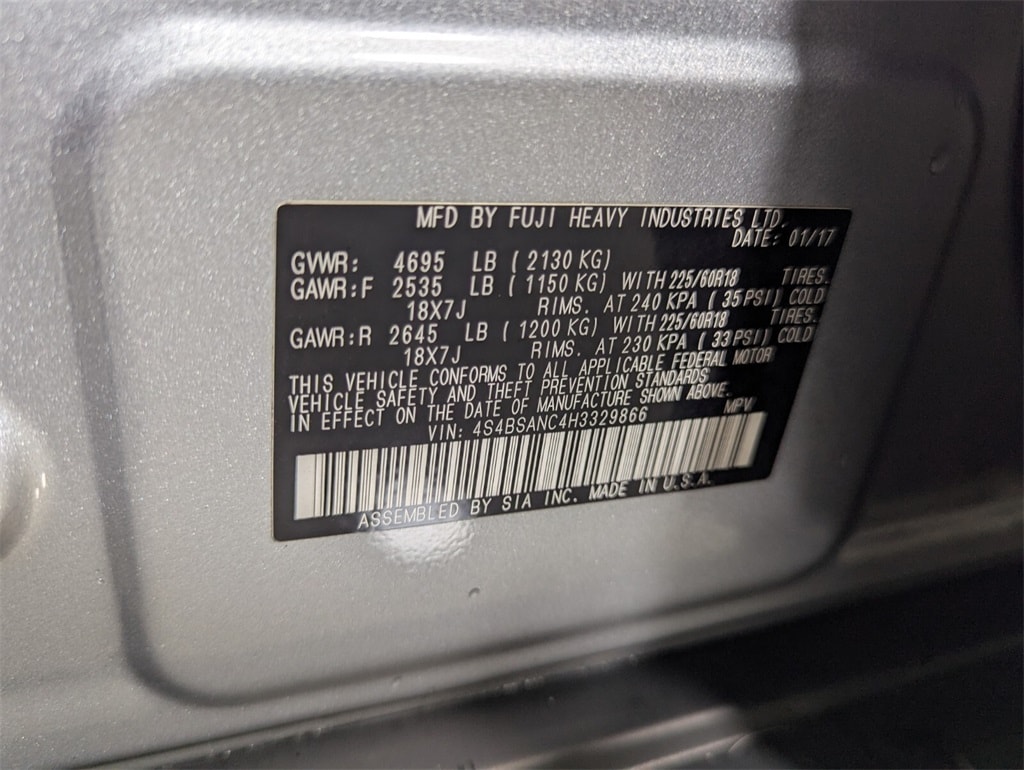 MFD BY FUJI HEAVY INDUSTRIES LTD.
DATE: 01/17
GVWR: 4695 LB (2130 KG)
GAWR:F 2535 LB (1150 KG) WITH 225/60R18 TIRES.
18X7J RIMS. AT 240 KPA (35PSI) COLD
GAWR:R 2645 LB (1200 KG) WITH 225/60R18 TIRES.
18X7J RIMS. AT 230 KPA (33PSI) COLD
THIS VEHICLE CONFORMS TO ALL APPLICABLE FEDERAL MOTOR
VEHICLE SAFETY AND THEFT PREVENTION STANDARDS
IN EFFECT ON THE DATE OF MANUFACTURE SHOWN ABOVE.
VIN: 4S4BSANC4H3329866 MPV
ASSEMBLED BY SIA INC. MADE IN U.S.A.